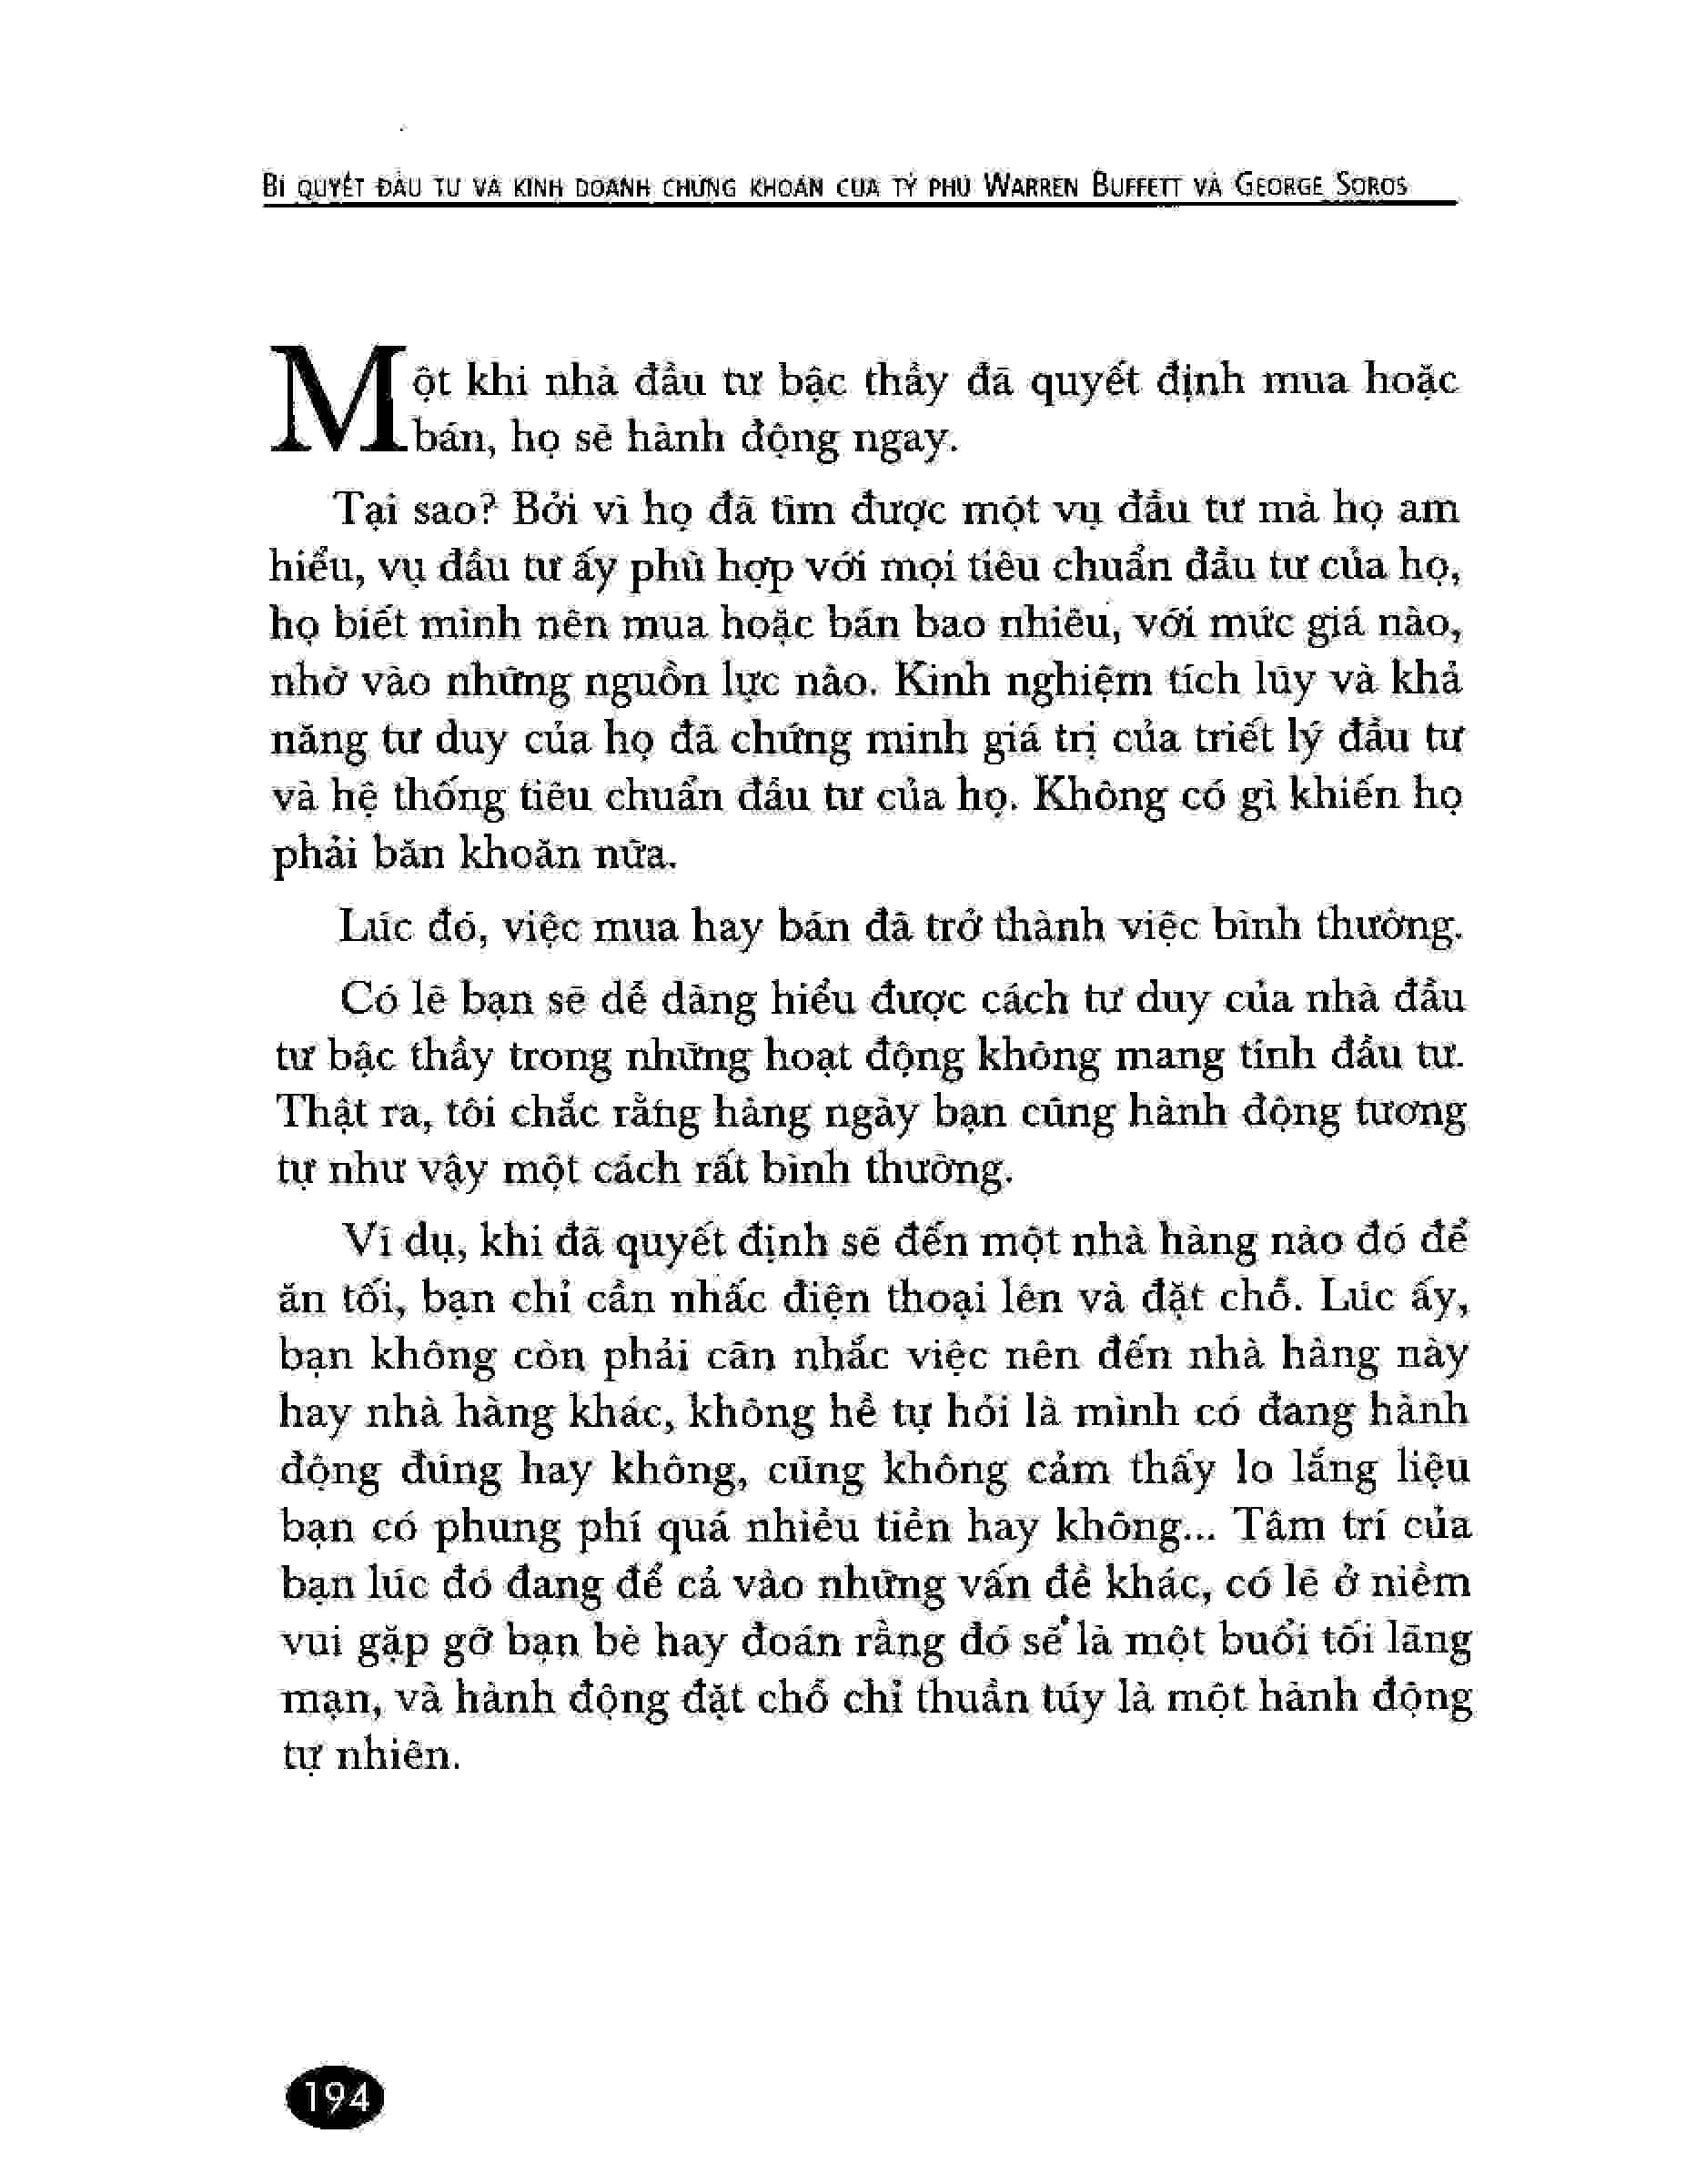 BÍ QUYẾT ĐẦU TƯ VÀ KINH DOANH CHỨNG KHOÁN CỦA TỶ PHÚ WARREN BUFFETT VÀ GEORGE SOROS
Một khi nhà đầu tư bậc thầy đã quyết định mua hoặc
bán, họ sẽ hành động ngay.
Tại sao? Bởi vì họ đã tìm được một vụ đầu tư mà họ am
hiểu, vụ đầu tư ấy phù hợp với mọi tiêu chuẩn đầu tư của họ,
họ biết mình nên mua hoặc bán bao nhiêu, với mức giá nào,
nhờ vào những nguồn lực nào. Kinh nghiệm tích lũy và khả
năng tư duy của họ đã chứng minh giá trị của triết lý đầu tư
và hệ thống tiêu chuẩn đầu tư của họ. Không có gì khiến họ
phải băn khoăn nữa.
Lúc đó, việc mua hay bán đã trở thành việc bình thường.
Có lẽ bạn sẽ dễ dàng hiểu được cách tư duy của nhà đầu
tư bậc thầy trong những hoạt động không mang tính đầu tư.
Thật ra, tôi chắc rằng hàng ngày bạn cũng hành động tương
tự như vậy một cách rất bình thường.
Ví dụ, khi đã quyết định sẽ đến một nhà hàng nào đó để
ăn tối, bạn chỉ cần nhấc điện thoại lên và đặt chỗ. Lúc ấy,
bạn không còn phải cân nhắc việc nên đến nhà hàng này
hay nhà hàng khác, không hề tự hỏi là mình có đang hành
động đúng hay không, cũng không cảm thấy lo lắng liệu
bạn có phung phí quá nhiều tiền hay không... Tâm trí của
bạn lúc đó đang để cả vào những vấn đề khác, có lẽ ở niềm
vui gặp gỡ bạn bè hay đoán rằng đó sẽ là một buổi tối lãng
mạn, và hành động đặt chỗ chỉ thuần túy là một hành động
tự nhiên.
194